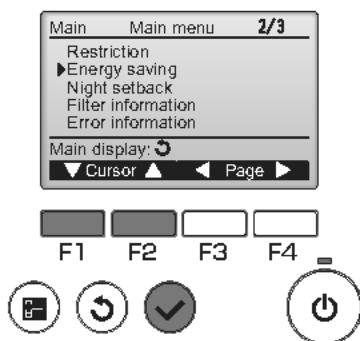 Main Main menu 2/3
Restriction
Energy saving
Night setback
Filter information
Error information
Main display:
Cursor Page
F1 F2 F3 F4